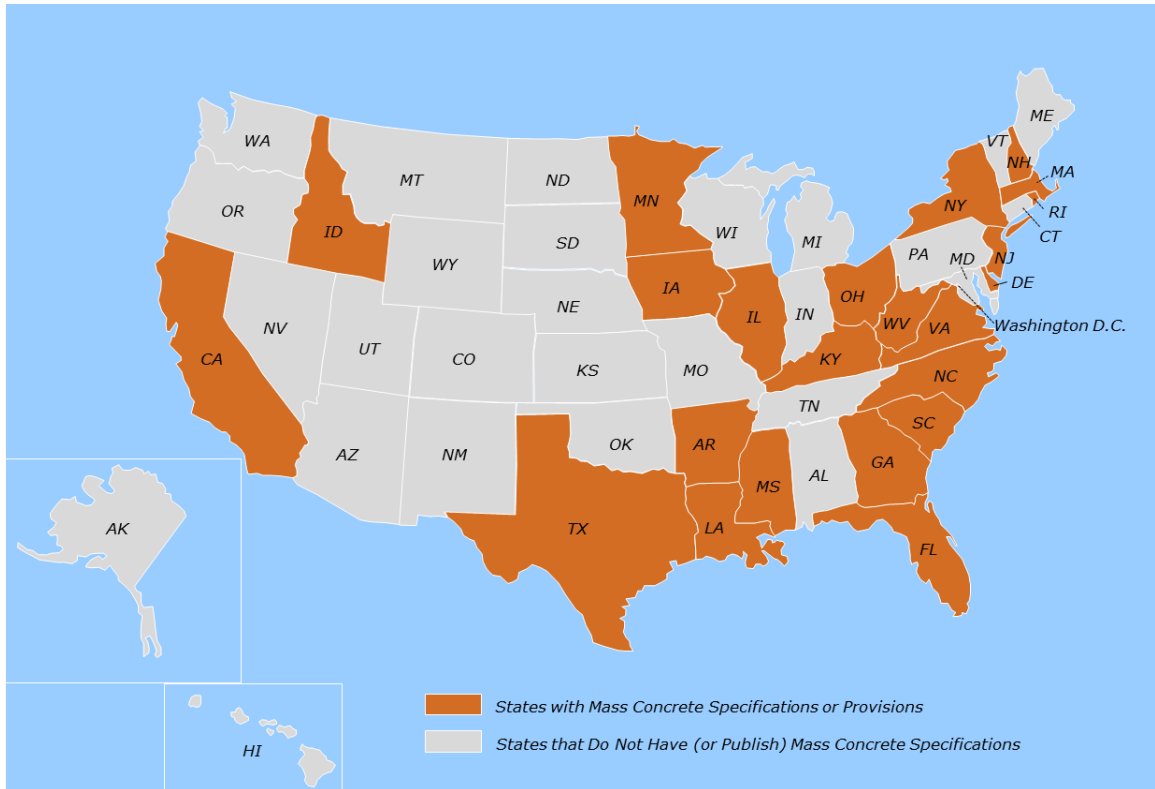 ME
WA
VT
NH
MT
ND
MA
MN
OR
NY
RI
ID
WI
CT
SD
MI
WY
PA
MD
NJ
IA
DE
NE
OH
IL
IN
NV
WV
VA
Washington D.C.
UT
CO
CA
KY
KS
MO
NC
TN
SC
OK
AR
AZ
NM
GA
MS
AL
AK
TX
LA
FL
States with Mass Concrete Specifications or Provisions
States that Do Not Have (or Publish) Mass Concrete Specifications
HI